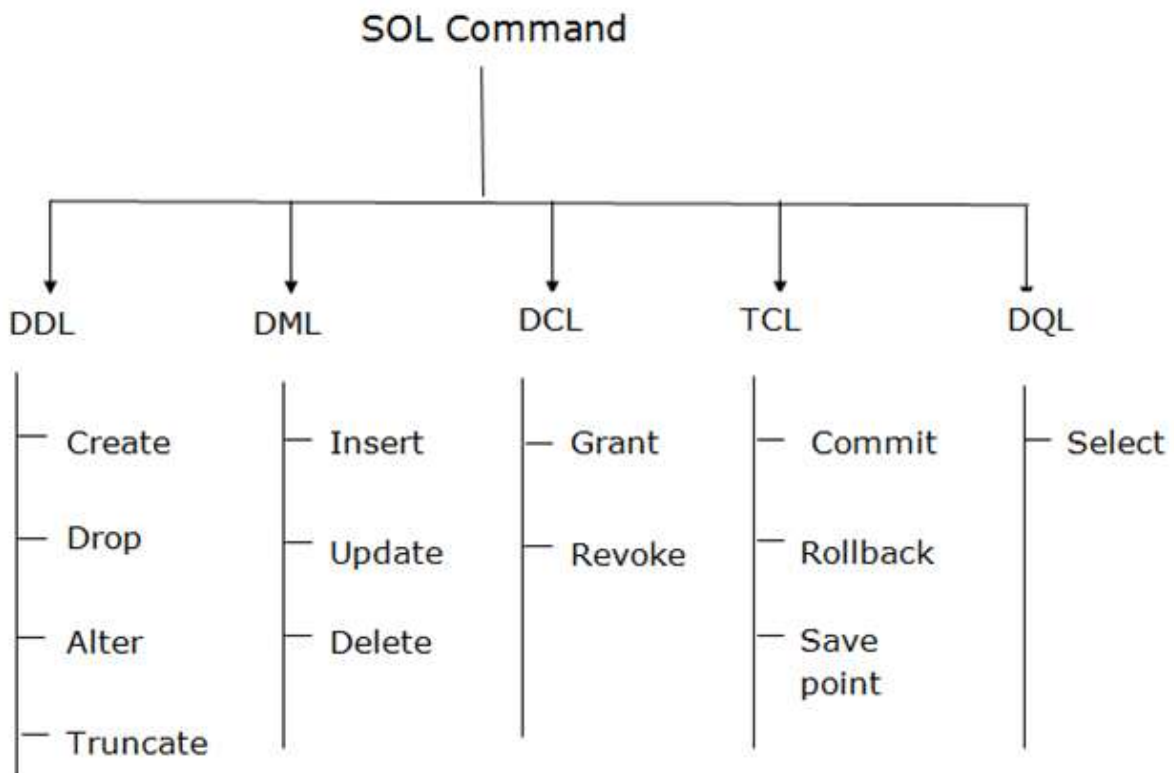 SOL Command
DDL
DML
DCL
TCL
DQL
Create
Drop
Alter
Truncate
Insert
Update
Delete
Grant
Revoke
Commit
Rollback
Save
point
Select